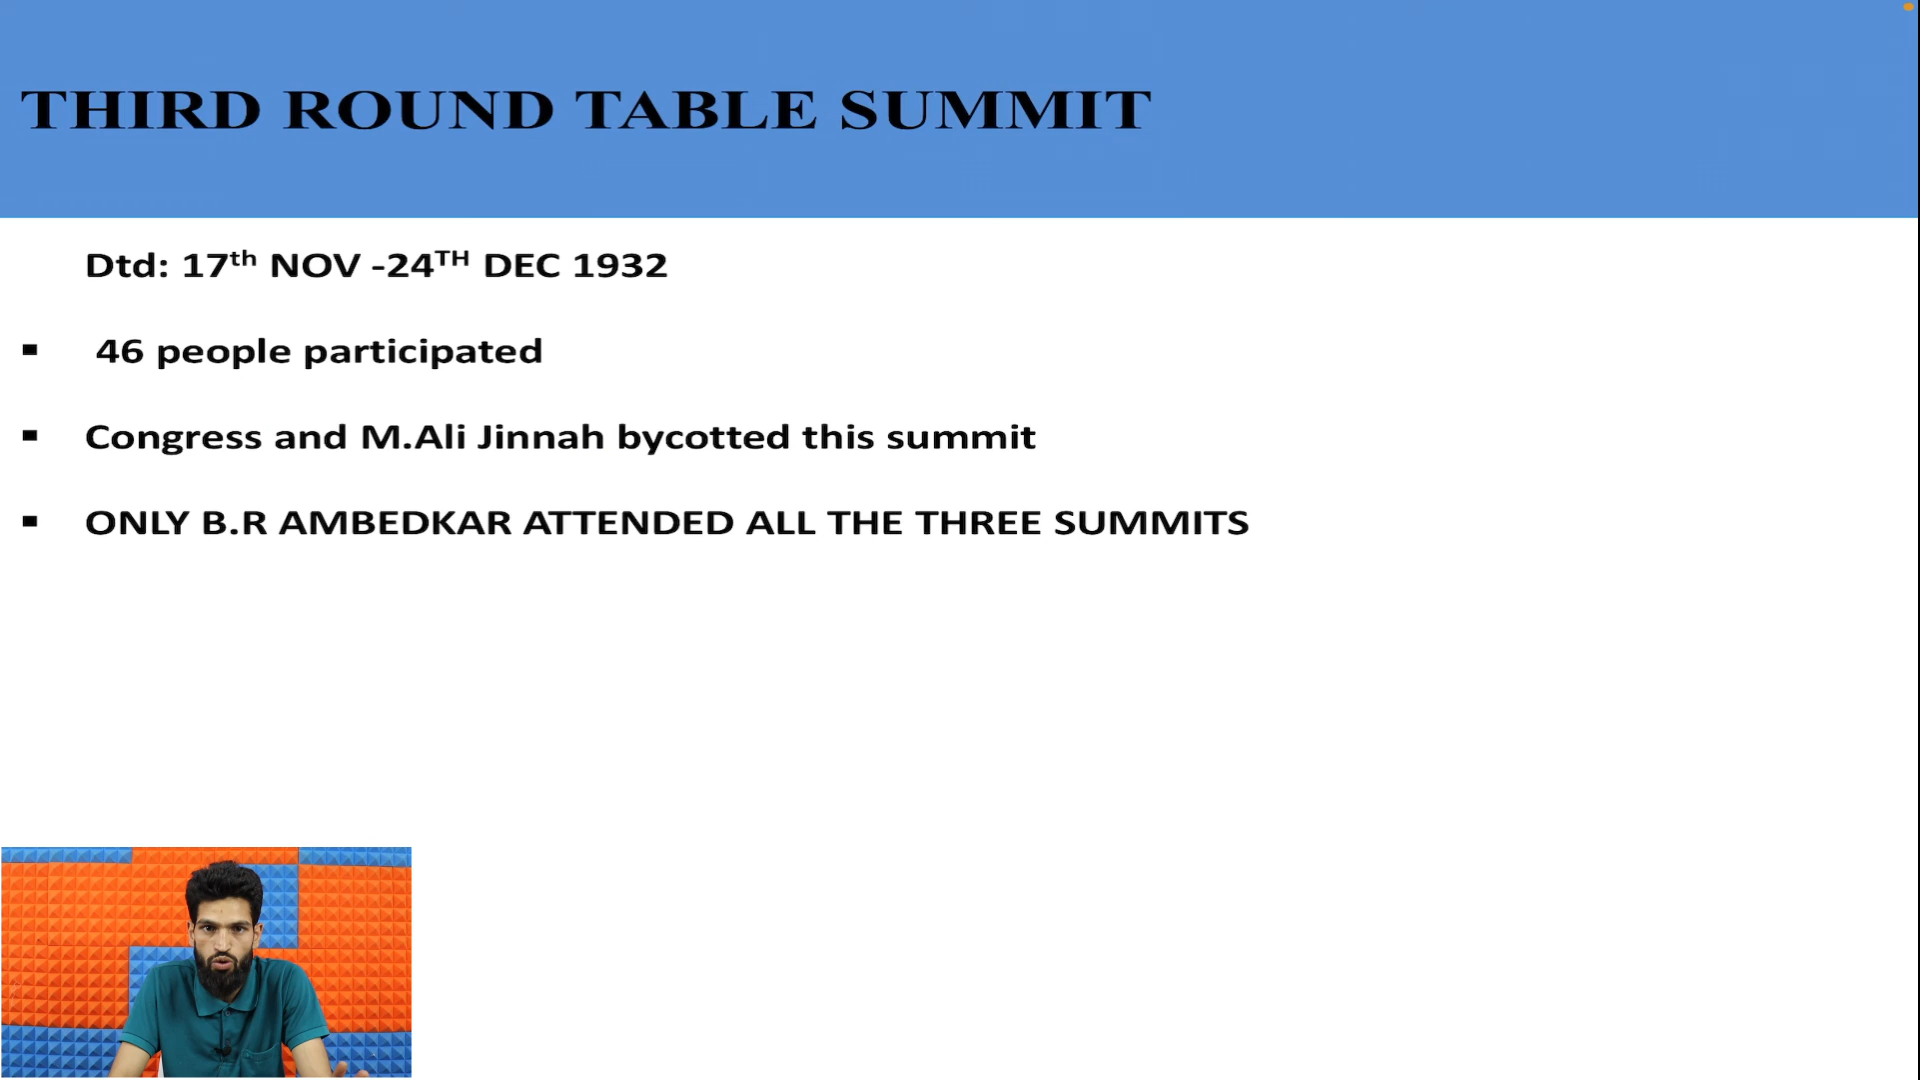 THIRD ROUND TABLE SUMMIT
Dtd: 17th NOV -24TH DEC 1932
▪ 46 people participated
▪ Congress and M.Ali Jinnah bycotted this summit
▪ ONLY B.R AMBEDKAR ATTENDED ALL THE THREE SUMMITS